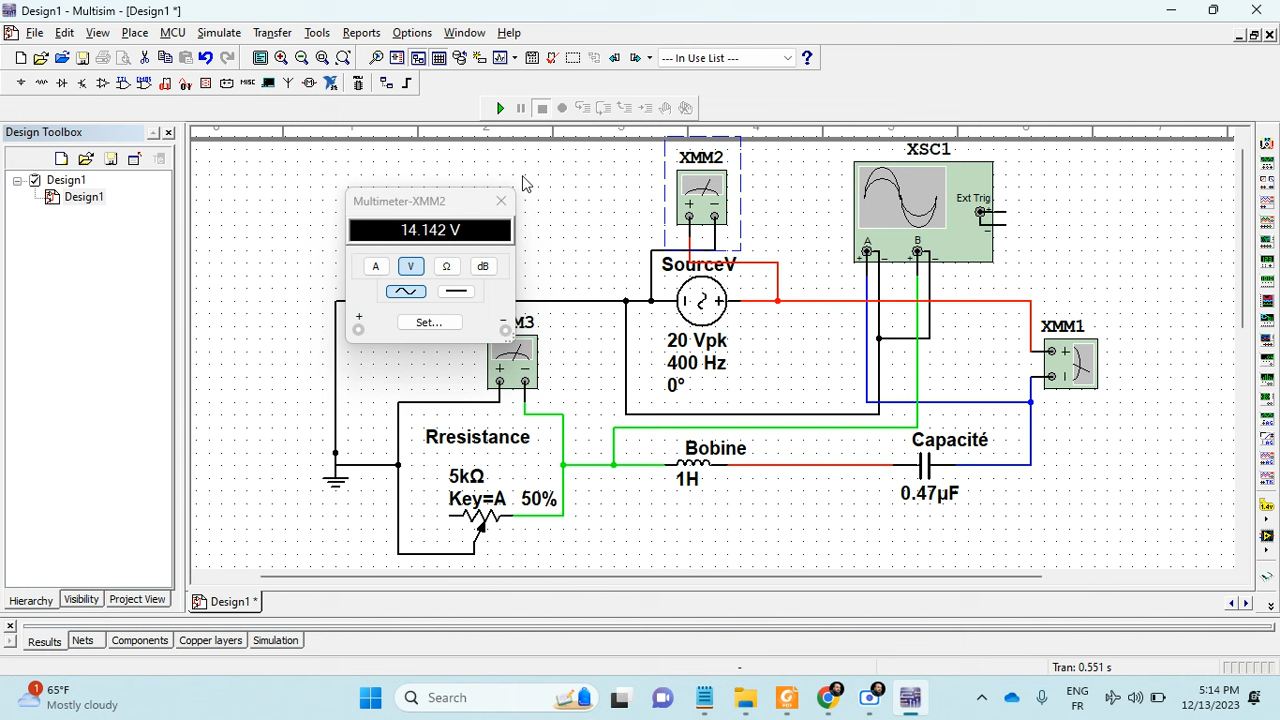 Design1 - Multisim - [Design1 *]
File Edit View Place MCU Simulate Transfer Tools Reports Options Window Help
--- In Use List ---
Design Toolbox
Design1
Design1
XMM2
XSC1
Ext Trig
A B
Multimeter-XMM2
14.142 V
A V Ω dB
Set...
SourceV
20 Vpk
400 Hz
0°
M3
XMM1
Rresistance
5kΩ
Key=A 50%
Bobine
1H
Capacité
0.47µF
Hierarchy Visibility Project View
Design1 *
Results Nets Components Copper layers Simulation
-
Tran: 0.551 s
1
65°F
Mostly cloudy
Search
ENG
FR
5:14 PM
12/13/2023